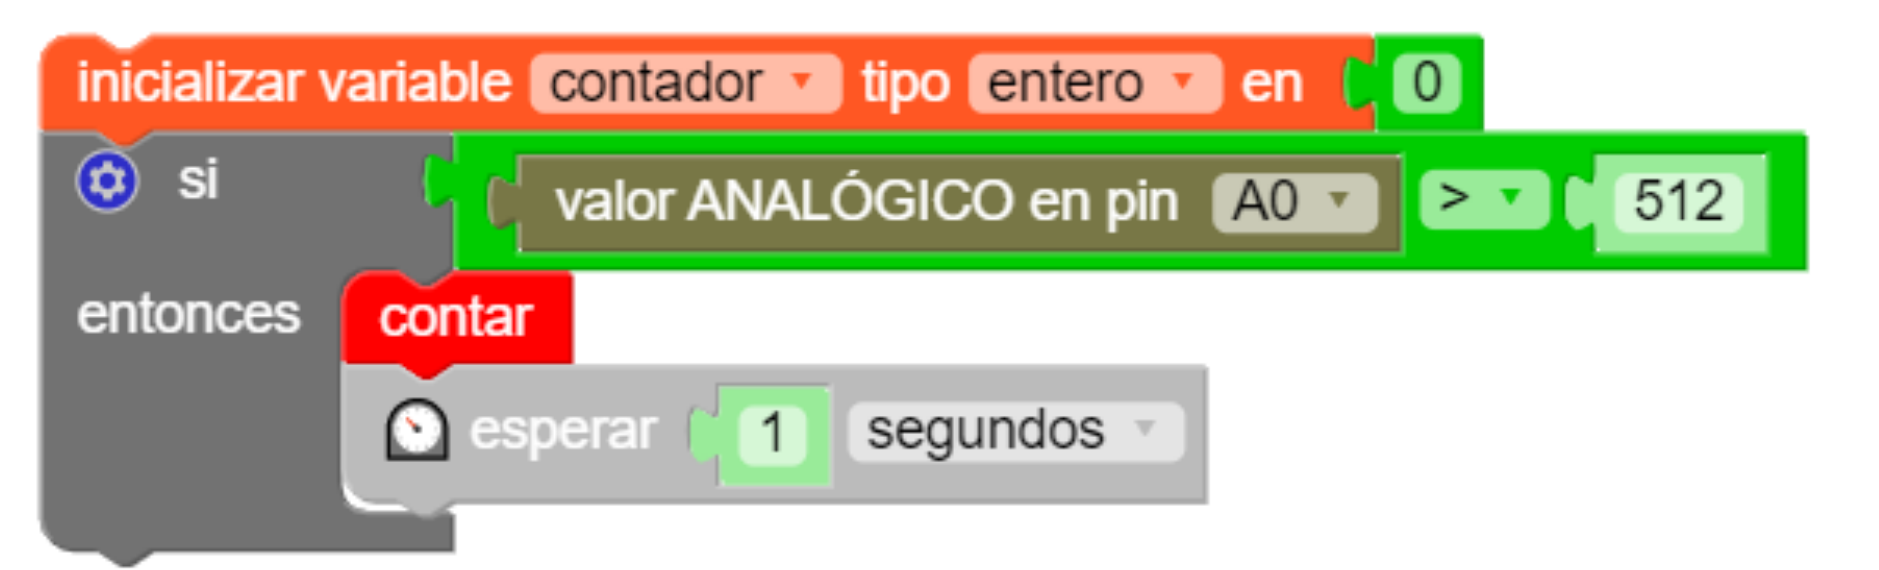 inicializar variable contador tipo entero en 0
si valor ANALÓGICO en pin A0 > 512
entonces contar
esperar 1 segundos